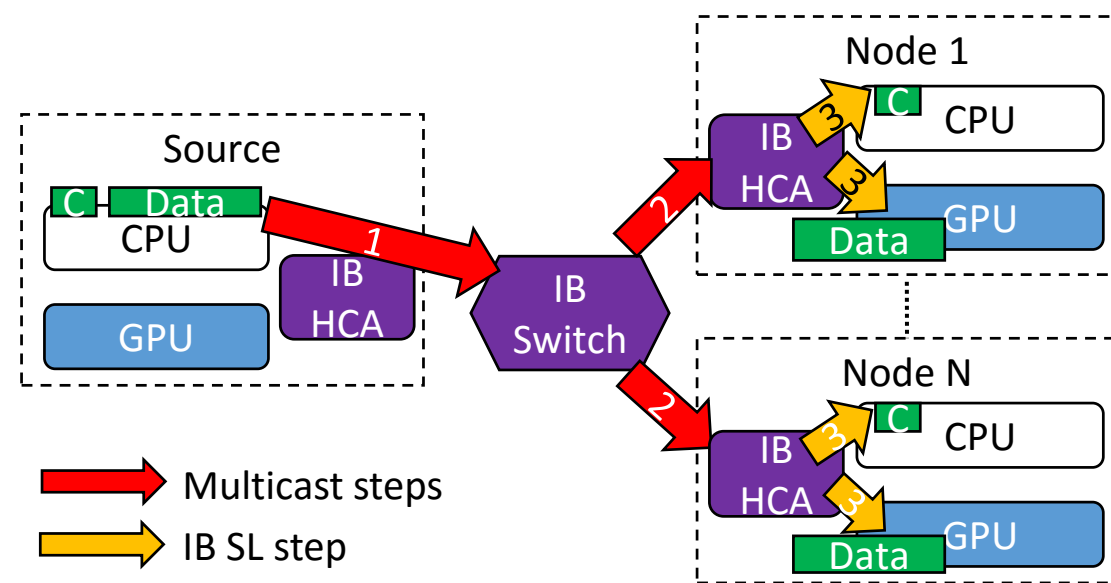 Source
C
Data
CPU
GPU
IB
HCA
1
IB
Switch
2
2
Node 1
IB
HCA
3
3
C
CPU
GPU
Data
Node N
IB
HCA
3
3
C
CPU
GPU
Data
Multicast steps
IB SL step